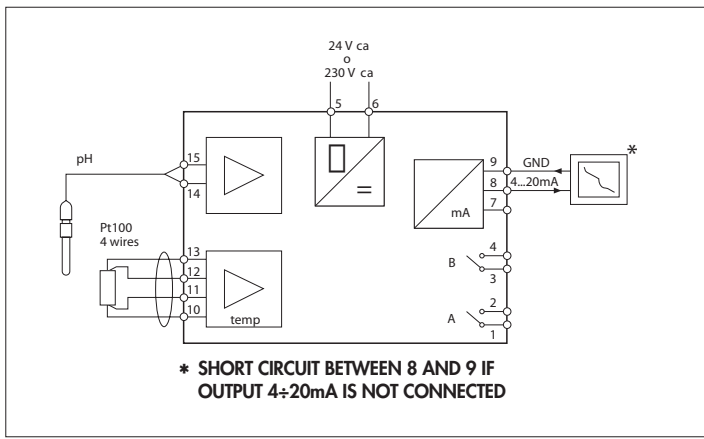 24 V ca
o
230 V ca
5 6
pH
15
14
9 GND
8 4...20mA
7
mA
Pt100
4 wires
13
12
11
10
temp
B
4
3
A
2
1
*
* SHORT CIRCUIT BETWEEN 8 AND 9 IF
OUTPUT 4÷20mA IS NOT CONNECTED